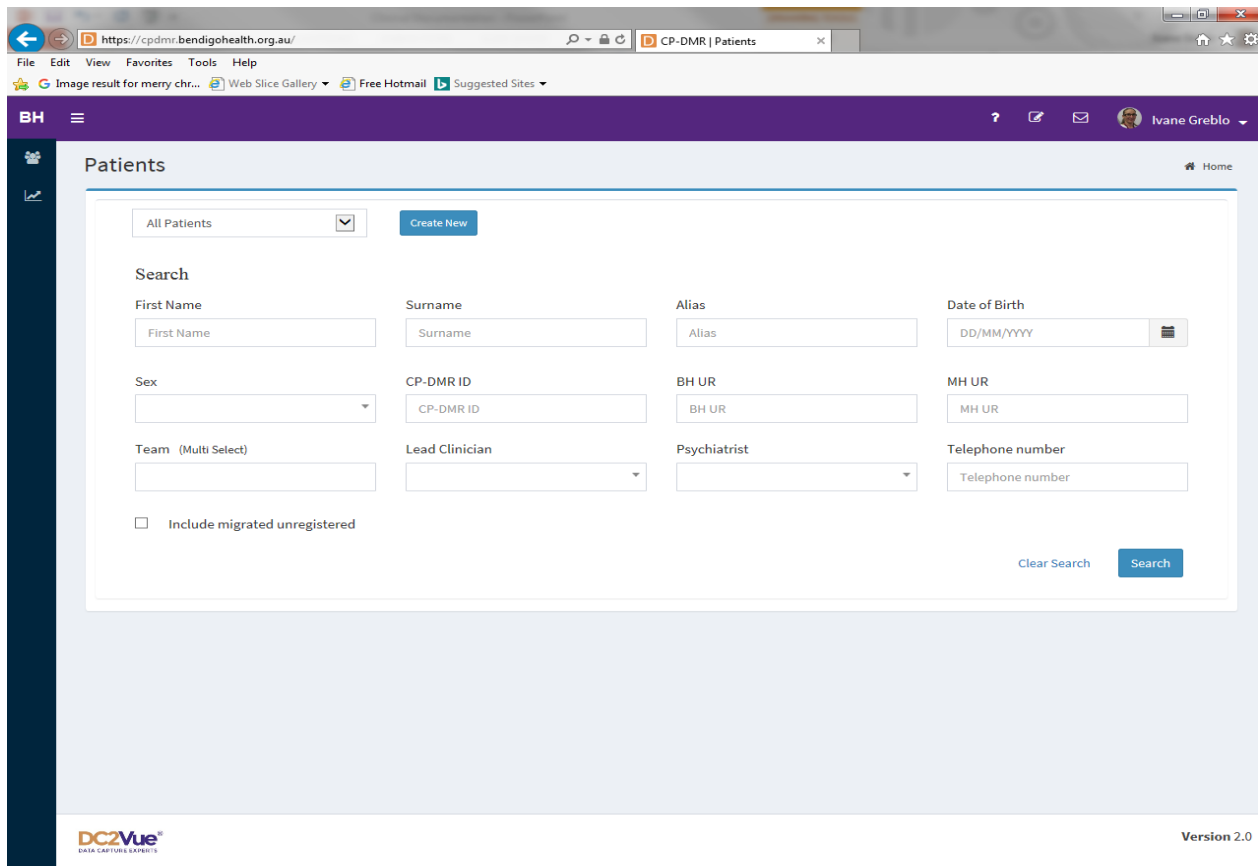 https://cpdmr.bendigohealth.org.au/
CP-DMR | Patients
File Edit View Favorites Tools Help
Image result for merry chr... Web Slice Gallery Free Hotmail Suggested Sites
BH
? Ivane Greblo
Patients
Home
All Patients
Create New
Search
First Name Surname Alias Date of Birth
First Name Surname Alias DD/MM/YYYY
Sex CP-DMR ID BH UR MH UR
CP-DMR ID BH UR MH UR
Team (Multi Select) Lead Clinician Psychiatrist Telephone number
Telephone number
Include migrated unregistered
Clear Search Search
DC2Vue®
DATA CAPTURE EXPERTS
Version 2.0